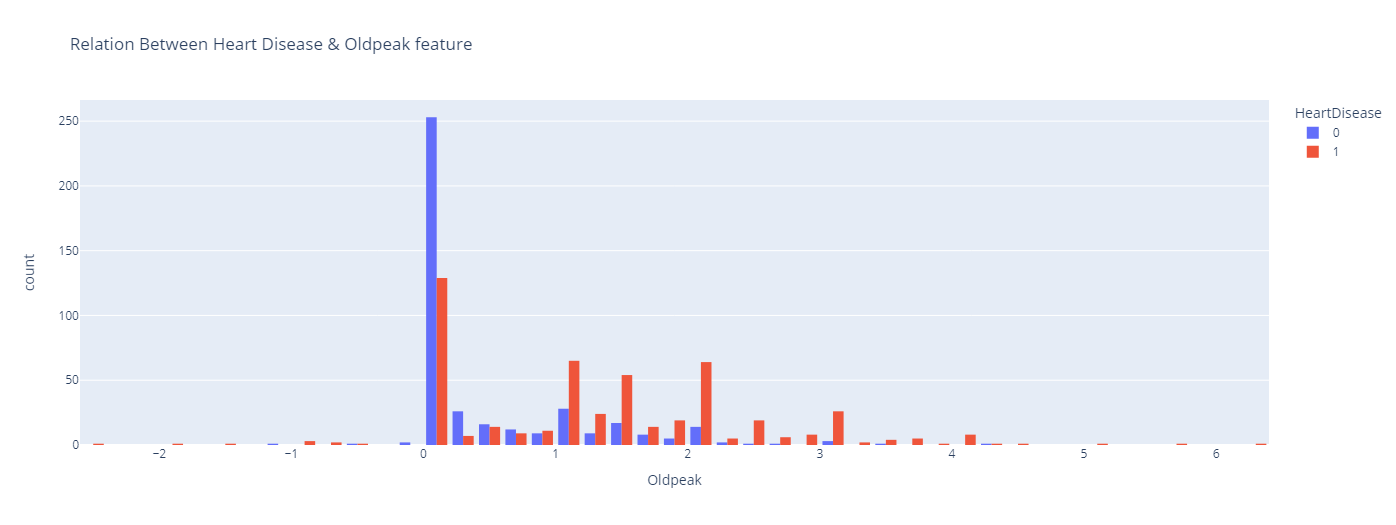 Relation Between Heart Disease & Oldpeak feature
HeartDisease
0
1
250
200
150
100
50
0
count
−2 −1 0 1 2 3 4 5 6
Oldpeak